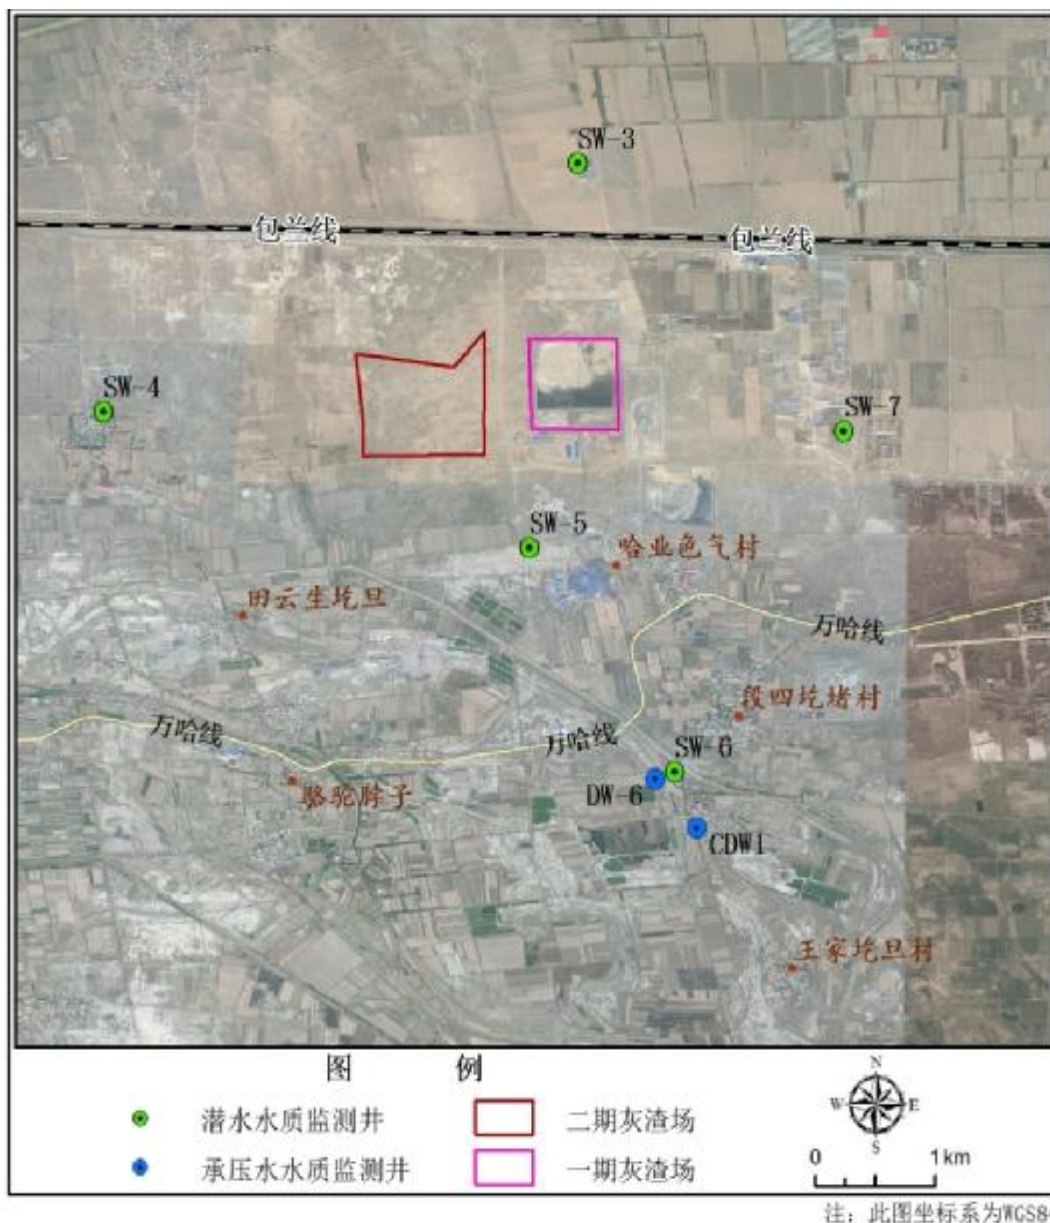 SW-3
包兰线
包兰线
SW-4
SW-7
SW-5
哈业色气村
田云生圪旦
万哈线
段四圪堵村
万哈线
万哈线
SW-6
DW-6
骆驼脖子
CDW1
王家圪旦村
图 例
N
W E
S
潜水水质监测井
二期灰渣场
承压水水质监测井
一期灰渣场
0 1km
注：此图坐标系为WGS8